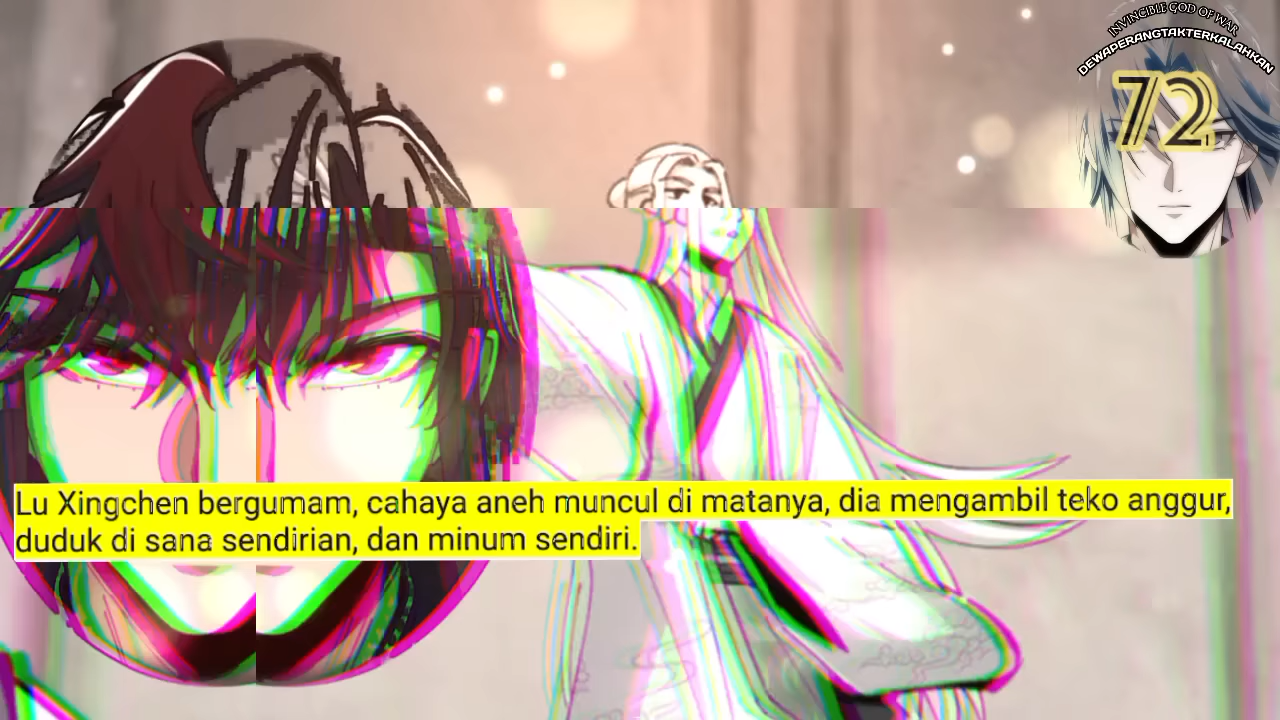 INVINCIBLE GOD OF WAR
DEWAPERANGTAKTERKALAHKAN
72
Lu Xingchen bergumam, cahaya aneh muncul di matanya, dia mengambil teko anggur,
duduk di sana sendirian, dan minum sendiri.